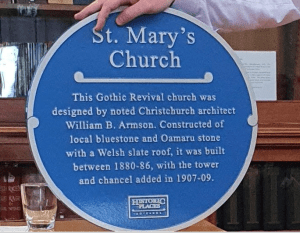 St. Mary's
Church
This Gothic Revival church was
designed by noted Christchurch architect
William B. Armson. Constructed of
local bluestone and Oamaru stone
with a Welsh slate roof, it was built
between 1880-86, with the tower
and chancel added in 1907-09.
HISTORIC
PLACES